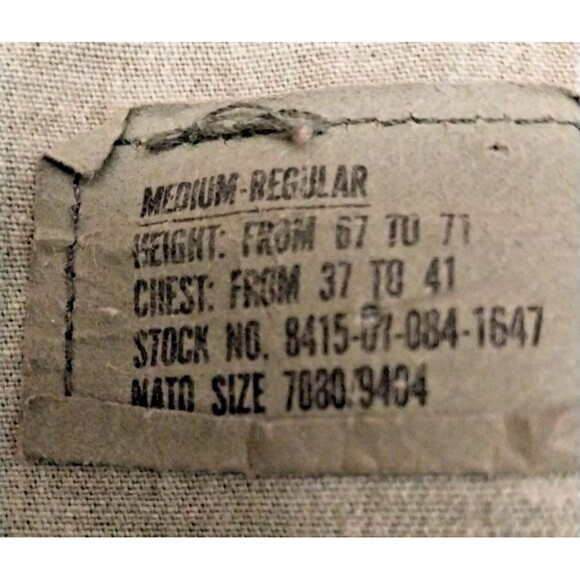 MEDIUM-REGULAR
HEIGHT: FROM 67 TO 71
CHEST: FROM 37 TO 41
STOCK NO. 8415-01-084-1647
NATO SIZE 7080/9404